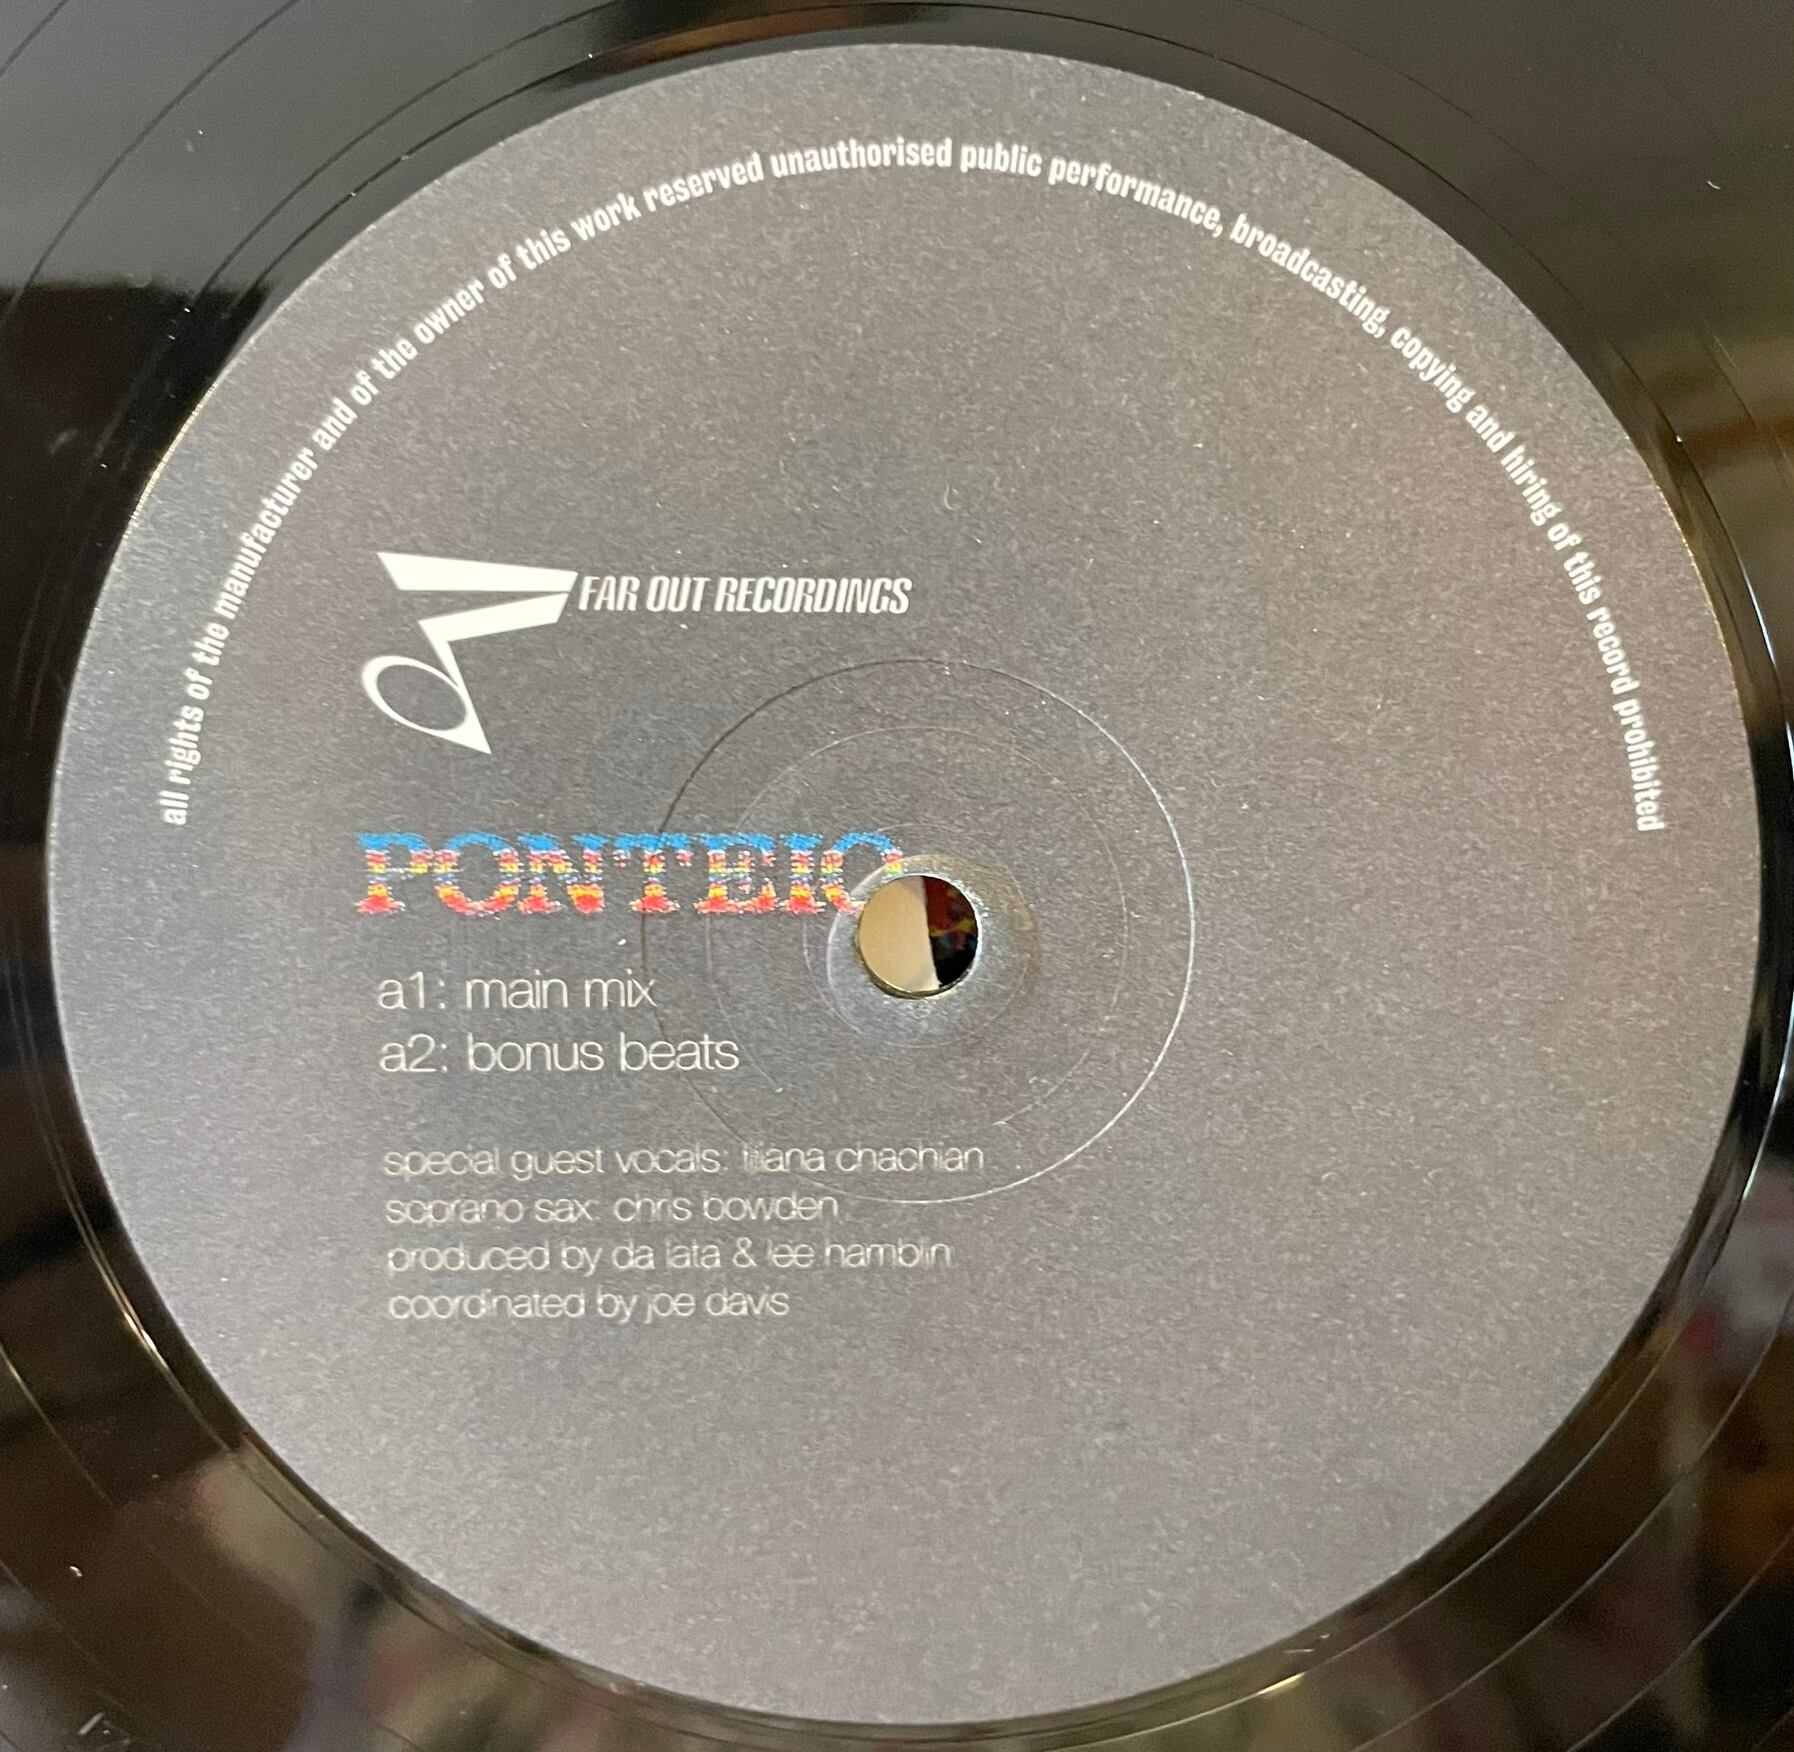 all rights of the manufacturer and of the owner of this work reserved unauthorised public performance, broadcasting, copying and hiring of this record prohibited
FAR OUT RECORDINGS
PONTEIO
a1: main mix
a2: bonus beats
special guest vocals: liliana chachian
soprano sax: chris bowden
produced by da lata & lee hamblin
coordinated by joe davis